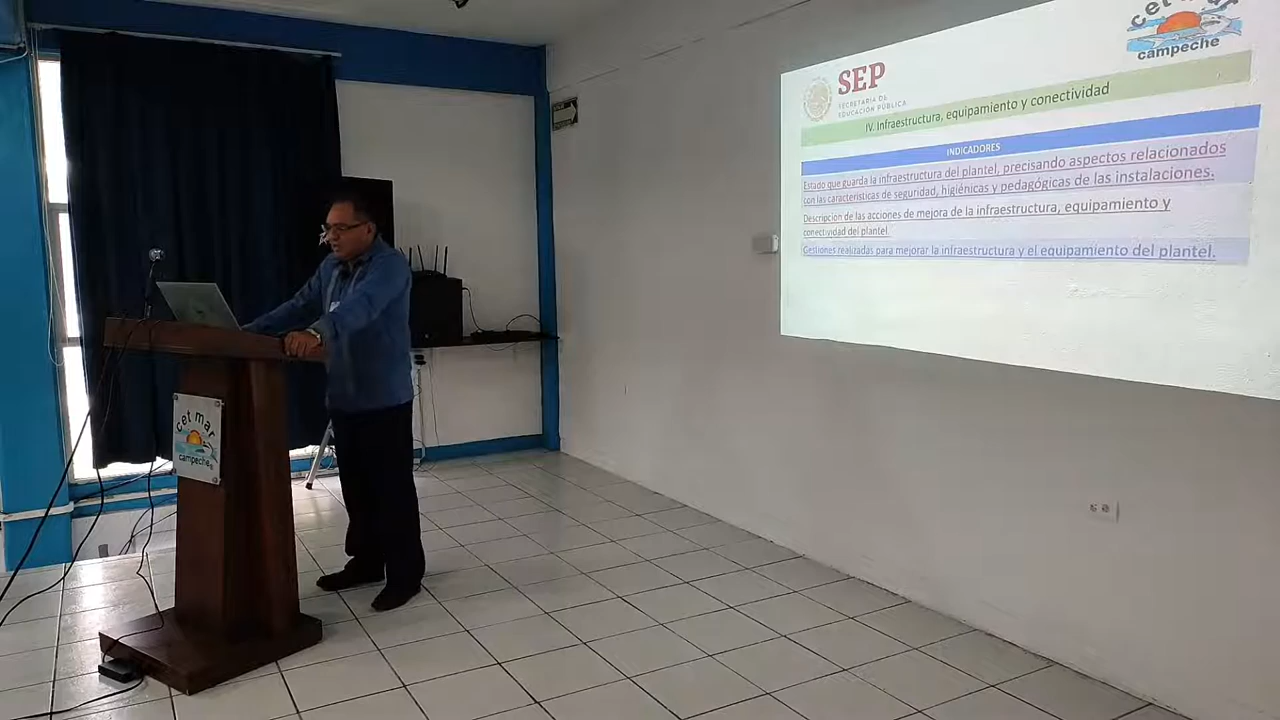 cet mar
campeche
SEP
SECRETARÍA DE
EDUCACIÓN PÚBLICA
IV. Infraestructura, equipamiento y conectividad
INDICADORES
Estado que guarda la infraestructura del plantel, precisando aspectos relacionados
con las características de seguridad, higiénicas y pedagógicas de las instalaciones.
Descripción de las acciones de mejora de la infraestructura, equipamiento y
conectividad del plantel.
Gestiones realizadas para mejorar la infraestructura y el equipamiento del plantel.
cet mar
campeche